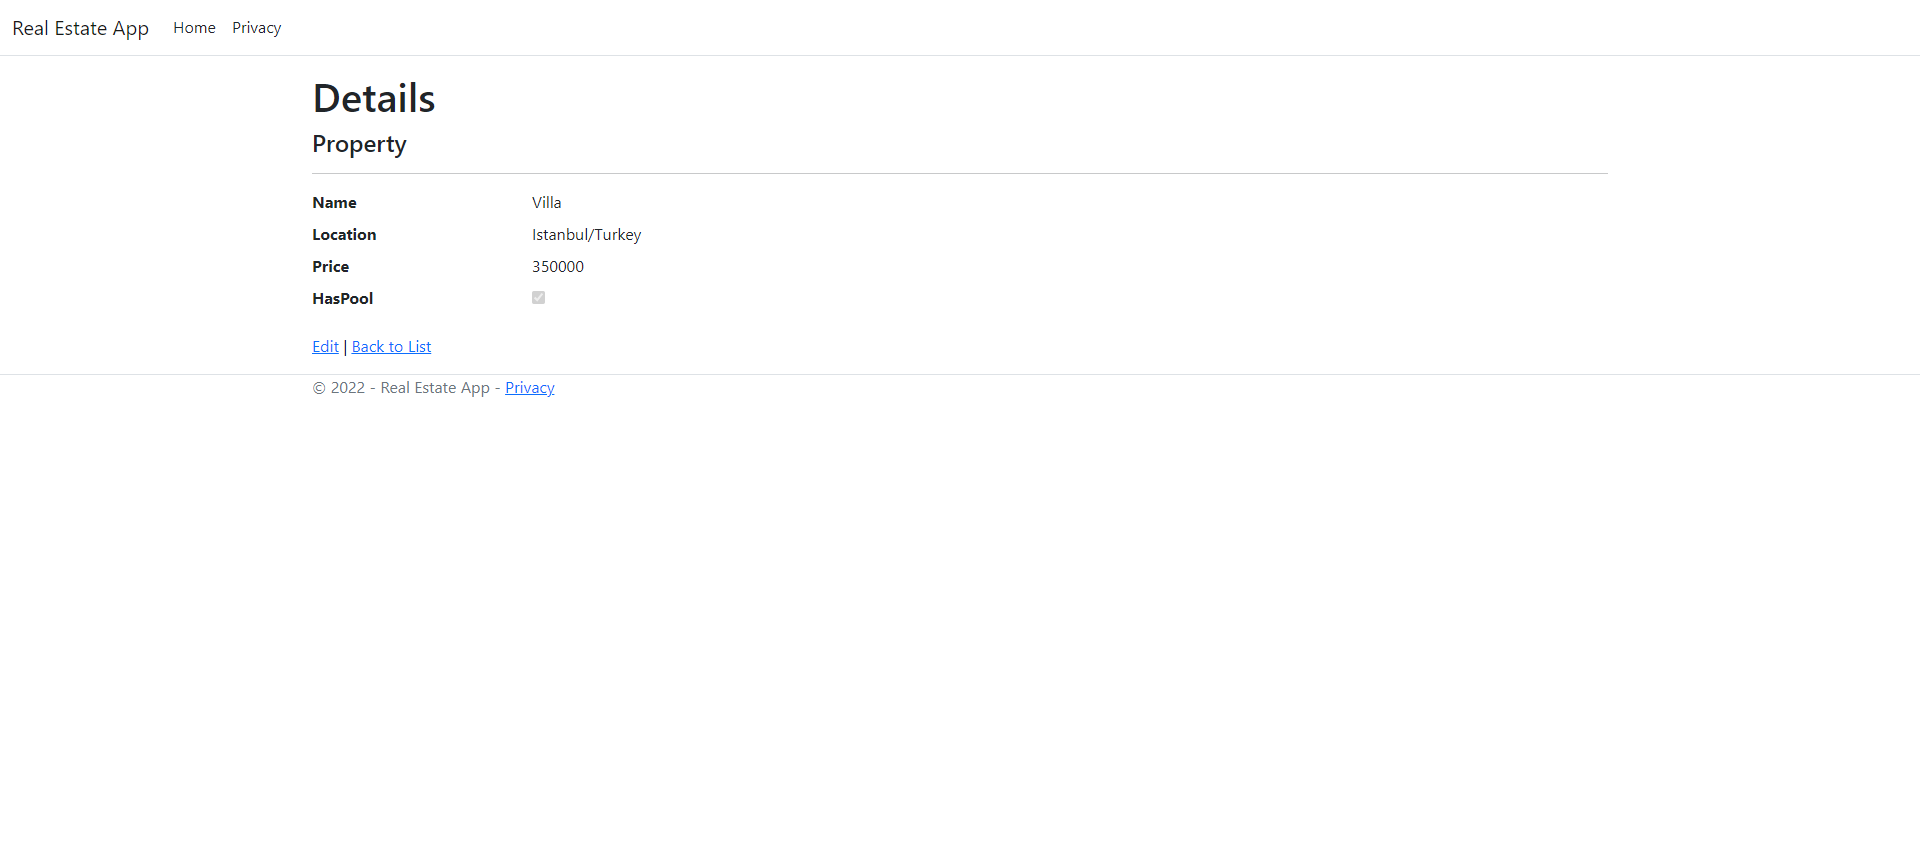 Real Estate App Home Privacy
Details
Property
Name Villa
Location Istanbul/Turkey
Price 350000
HasPool
Edit | Back to List
© 2022 - Real Estate App - Privacy